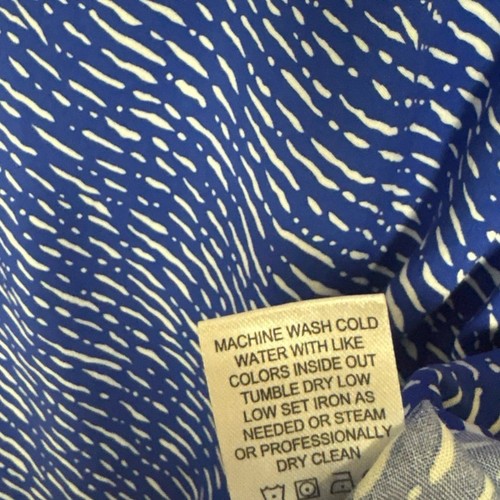 MACHINE WASH COLD
WATER WITH LIKE
COLORS INSIDE OUT
TUMBLE DRY LOW
LOW SET IRON AS
NEEDED OR STEAM
OR PROFESSIONALLY
DRY CLEAN